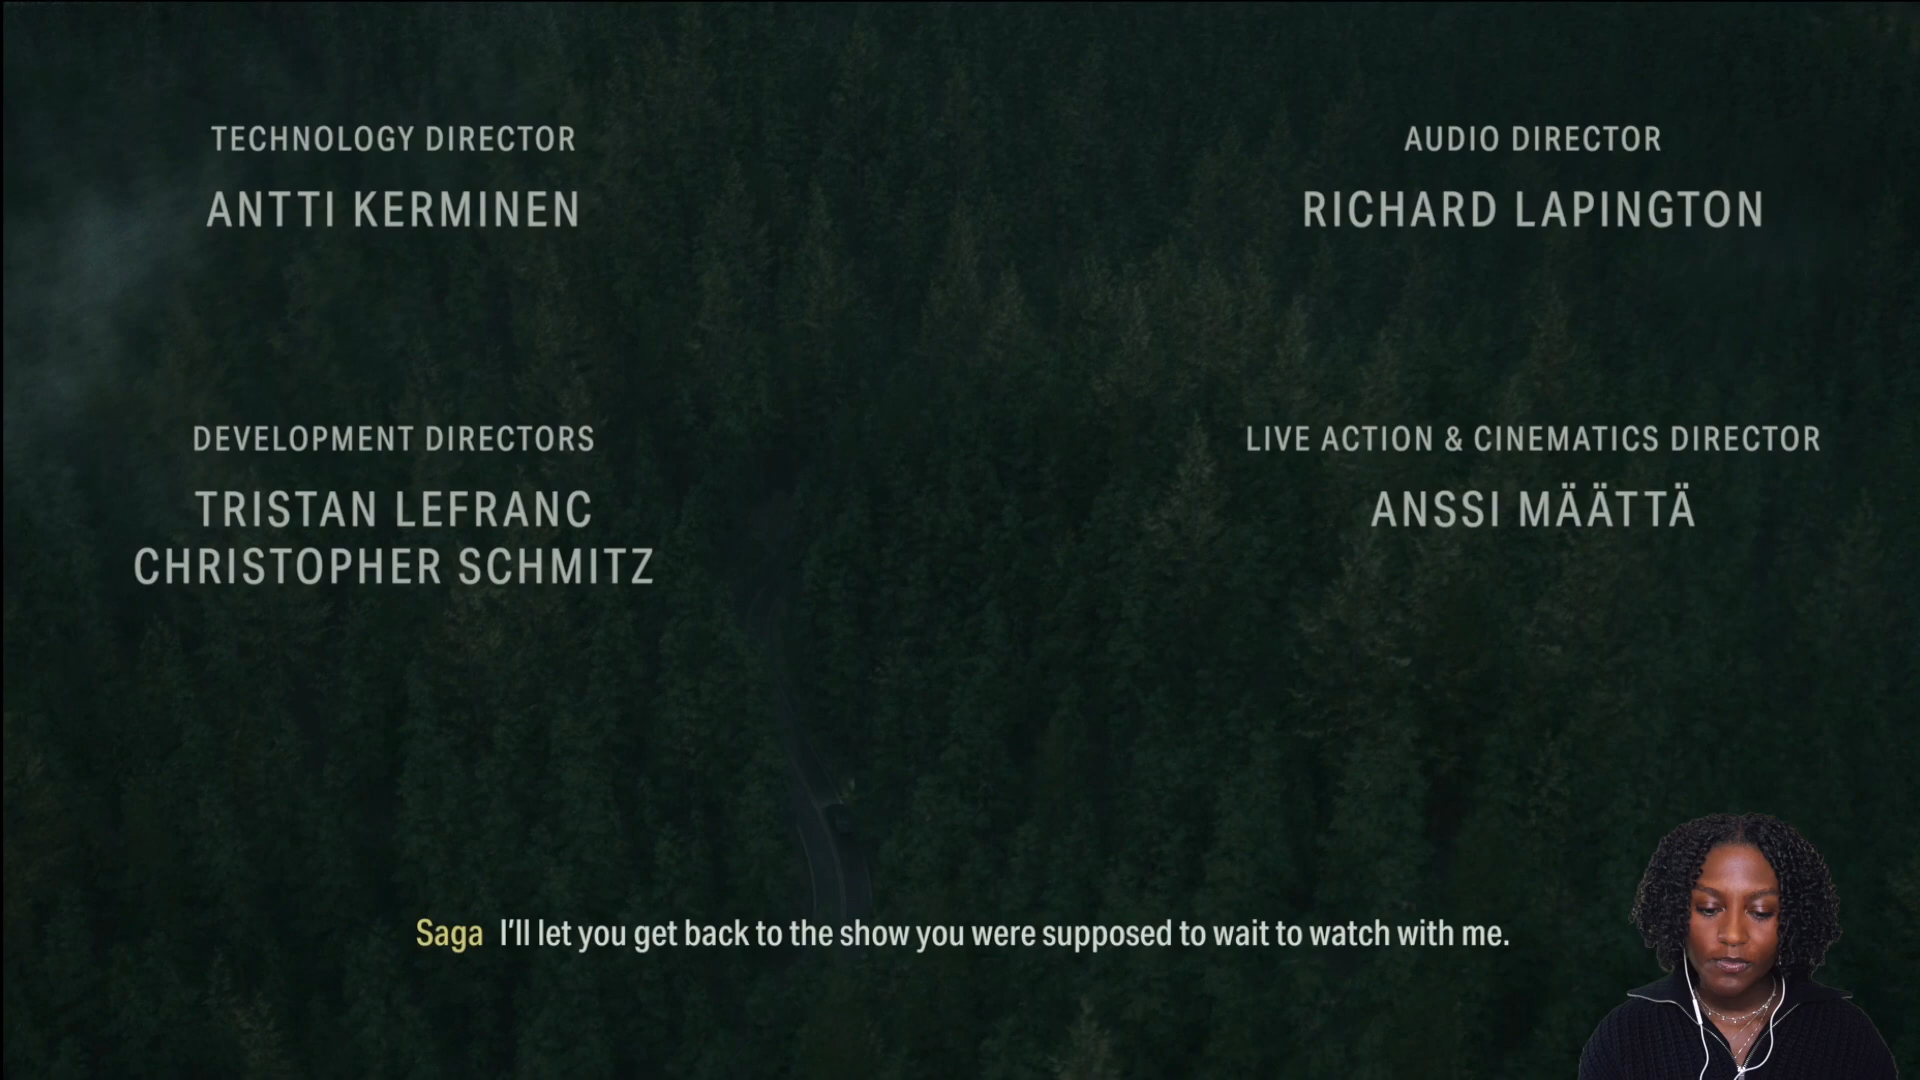 TECHNOLOGY DIRECTOR
ANTTI KERMINEN
AUDIO DIRECTOR
RICHARD LAPINGTON
DEVELOPMENT DIRECTORS
TRISTAN LEFRANC
CHRISTOPHER SCHMITZ
LIVE ACTION & CINEMATICS DIRECTOR
ANSSI MÄÄTTÄ
Saga I'll let you get back to the show you were supposed to wait to watch with me.